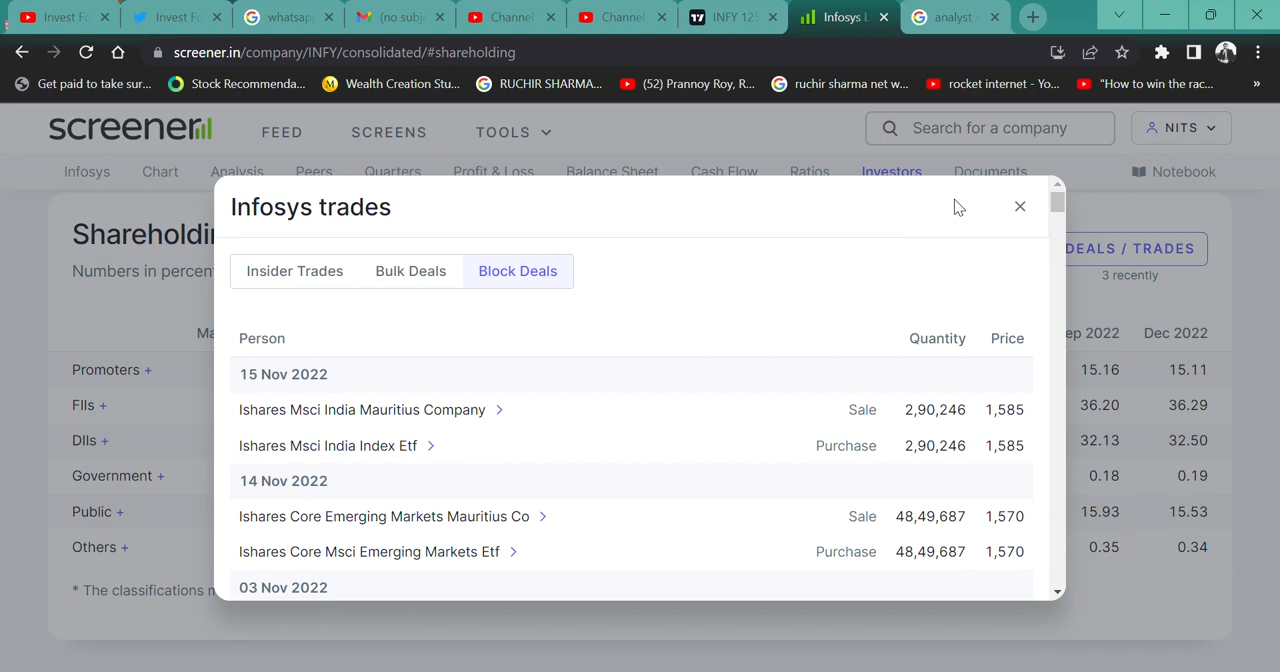 Invest Fo
Invest Fo
whatsap
(no subj
Channel
Channel
INFY 125
Infosys L
analyst
screener.in/company/INFY/consolidated/#shareholding
Get paid to take sur...
Stock Recommenda...
Wealth Creation Stu...
RUCHIR SHARMA...
(52) Prannoy Roy, R...
ruchir sharma net w...
rocket internet - Yo...
"How to win the rac...
»
screener
FEED
SCREENS
TOOLS
Search for a company
NITS
Infosys
Chart
Analysis
Peers
Quarters
Profit & Loss
Balance Sheet
Cash Flow
Ratios
Investors
Documents
Notebook
Infosys trades
Shareholdin
Numbers in percent
DEALS / TRADES
3 recently
Insider Trades
Bulk Deals
Block Deals
Person Quantity Price
Ma
ep 2022 Dec 2022
15 Nov 2022
Promoters + 15.16 15.11
Ishares Msci India Mauritius Company Sale 2,90,246 1,585
FIIs + 36.20 36.29
Ishares Msci India Index Etf Purchase 2,90,246 1,585
DIIs + 32.13 32.50
14 Nov 2022
Government + 0.18 0.19
Ishares Core Emerging Markets Mauritius Co Sale 48,49,687 1,570
Public + 15.93 15.53
Ishares Core Msci Emerging Markets Etf Purchase 48,49,687 1,570
Others + 0.35 0.34
03 Nov 2022
* The classifications m